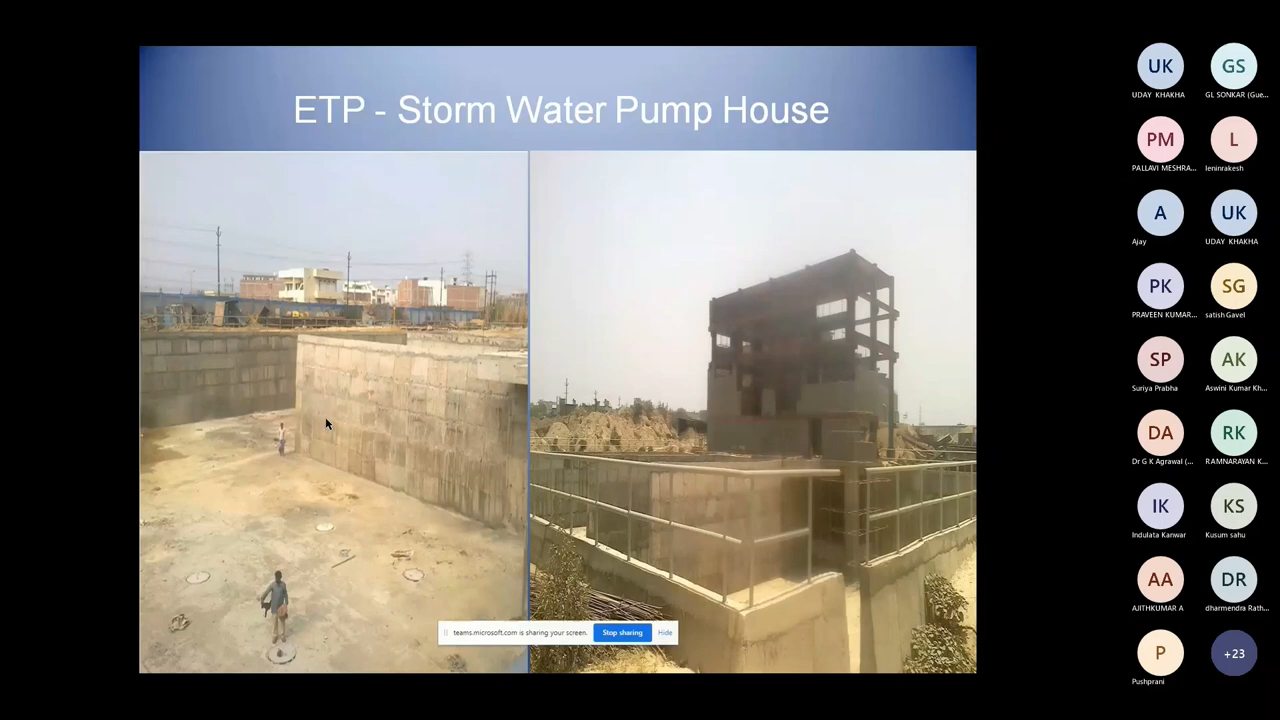 ETP - Storm Water Pump House
teams.microsoft.com is sharing your screen.
Stop sharing
Hide
UK
UDAY KHAKHA
GS
GL SONKAR (Gue...
PM
PALLAVI MESHRA...
L
leninrakesh
A
Ajay
UK
UDAY KHAKHA
PK
PRAVEEN KUMAR...
SG
satish Gavel
SP
Suriya Prabha
AK
Aswini Kumar Kh...
DA
Dr G K Agrawal (...
RK
RAMNARAYAN K...
IK
Indulata Kanwar
KS
Kusum sahu
AA
AJITHKUMAR A
DR
dharmendra Rath...
P
Pushprani
+23